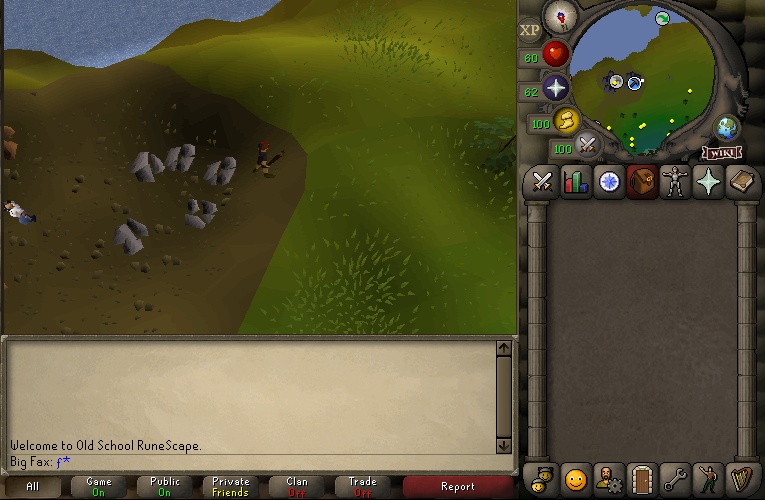 XP
N
60
62
100
100
WIKI
Welcome to Old School RuneScape.
Big Fax: f*
All
Game
On
Public
On
Private
Friends
Clan
Off
Trade
Off
Report